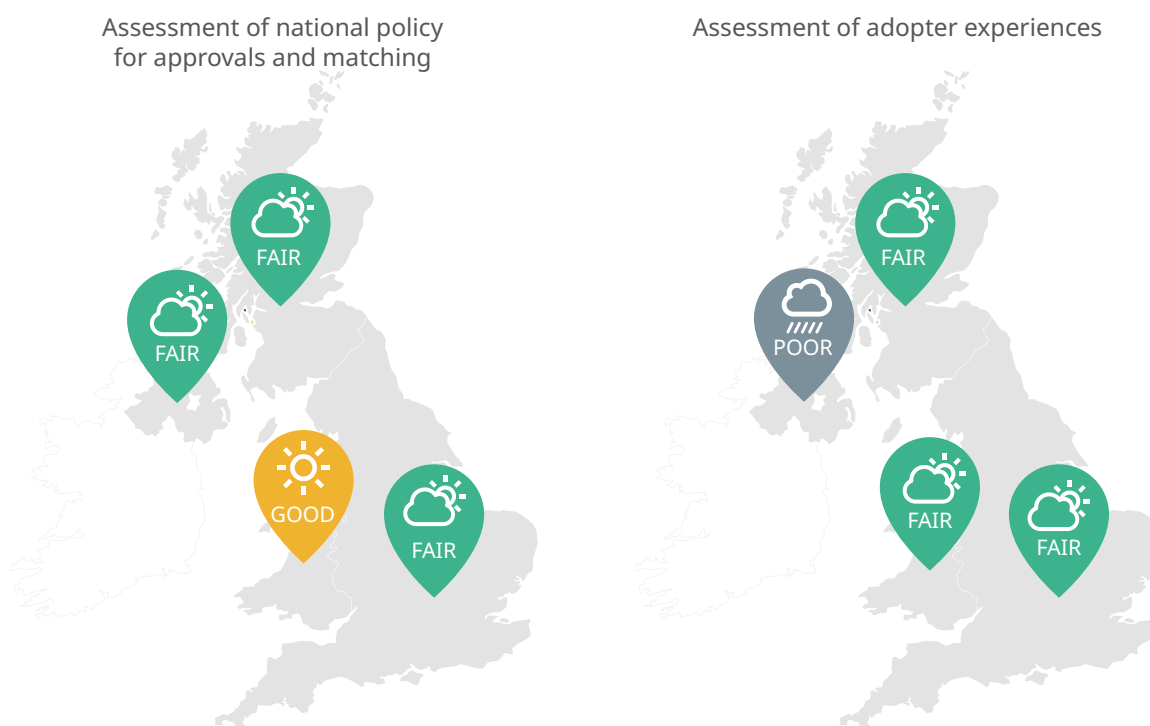 Assessment of national policy
for approvals and matching
FAIR
FAIR
GOOD
FAIR
Assessment of adopter experiences
FAIR
POOR
FAIR
FAIR